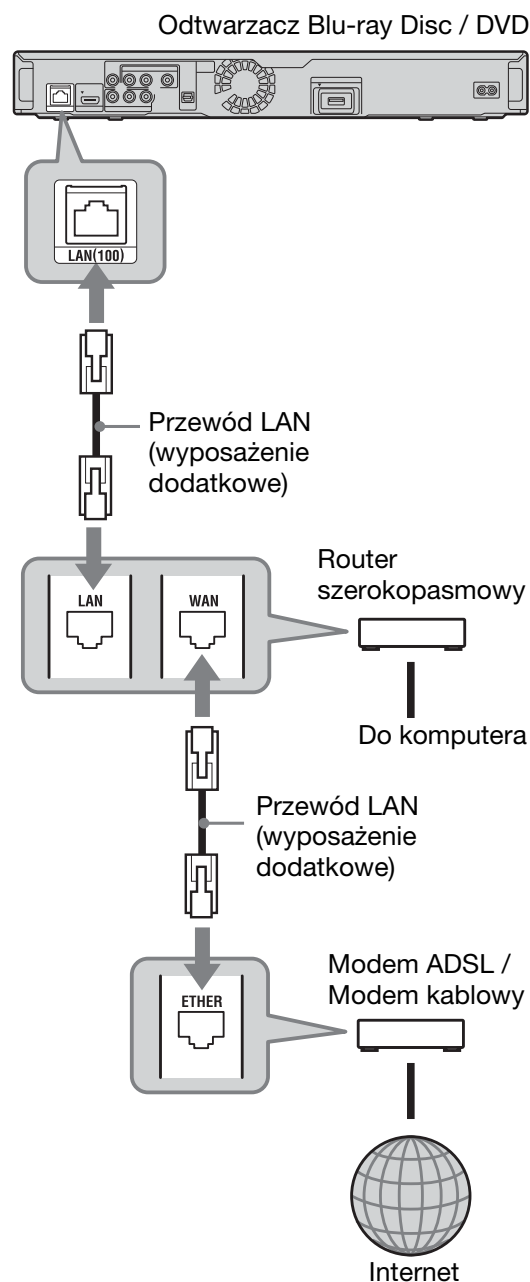 Odtwarzacz Blu-ray Disc / DVD
LAN(100)
Przewód LAN
(wyposażenie
dodatkowe)
Router
szerokopasmowy
LAN
WAN
Do komputera
Przewód LAN
(wyposażenie
dodatkowe)
Modem ADSL /
Modem kablowy
ETHER
Internet